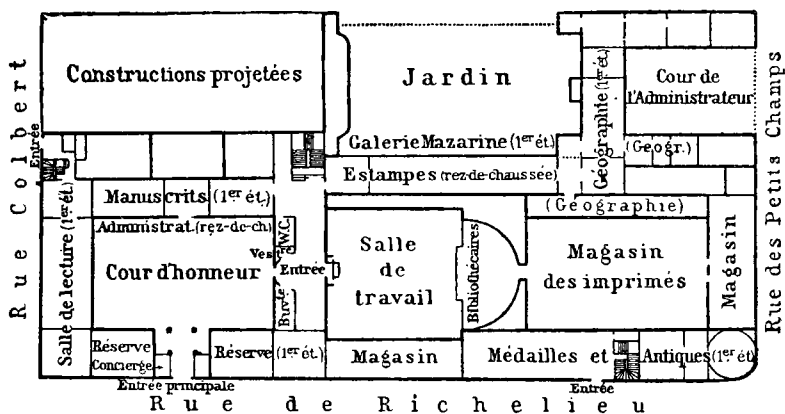 Constructions projetées
Jardin
Cour de
l'Administrateur
Géographie (1er ét.)
Galerie Mazarine (1er ét.)
(Geogr.)
Entrée
Rue Colbert
Rue des Petits Champs
Estampes (rez-de-chaussée)
Manuscrits (1er ét.)
(Géographie)
Administrat. (rez-de-ch.)
Salle de lecture (1er ét.)
W.C.
Vestre
Cour d'honneur
Entrée
Buvte
Salle
de
travail
Bibliothécaires
Magasin
des imprimés
Magasin
Réserve
Concierge
Réserve (1er ét.)
Magasin
Médailles et Antiques (1er ét)
Entrée principale
Entrée
Rue de Richelieu